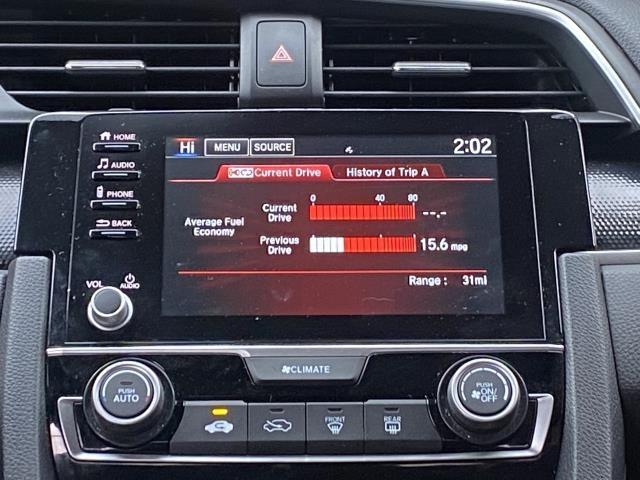 HOME
AUDIO
PHONE
BACK
VOL AUDIO
Hi MENU SOURCE 2:02
Current Drive History of Trip A
0 40 80
Current
Drive --.-
Average Fuel
Economy
Previous
Drive 15.6 mpg
Range : 31mi
CLIMATE
PUSH
AUTO
PUSH
ON/
OFF
FRONT
REAR